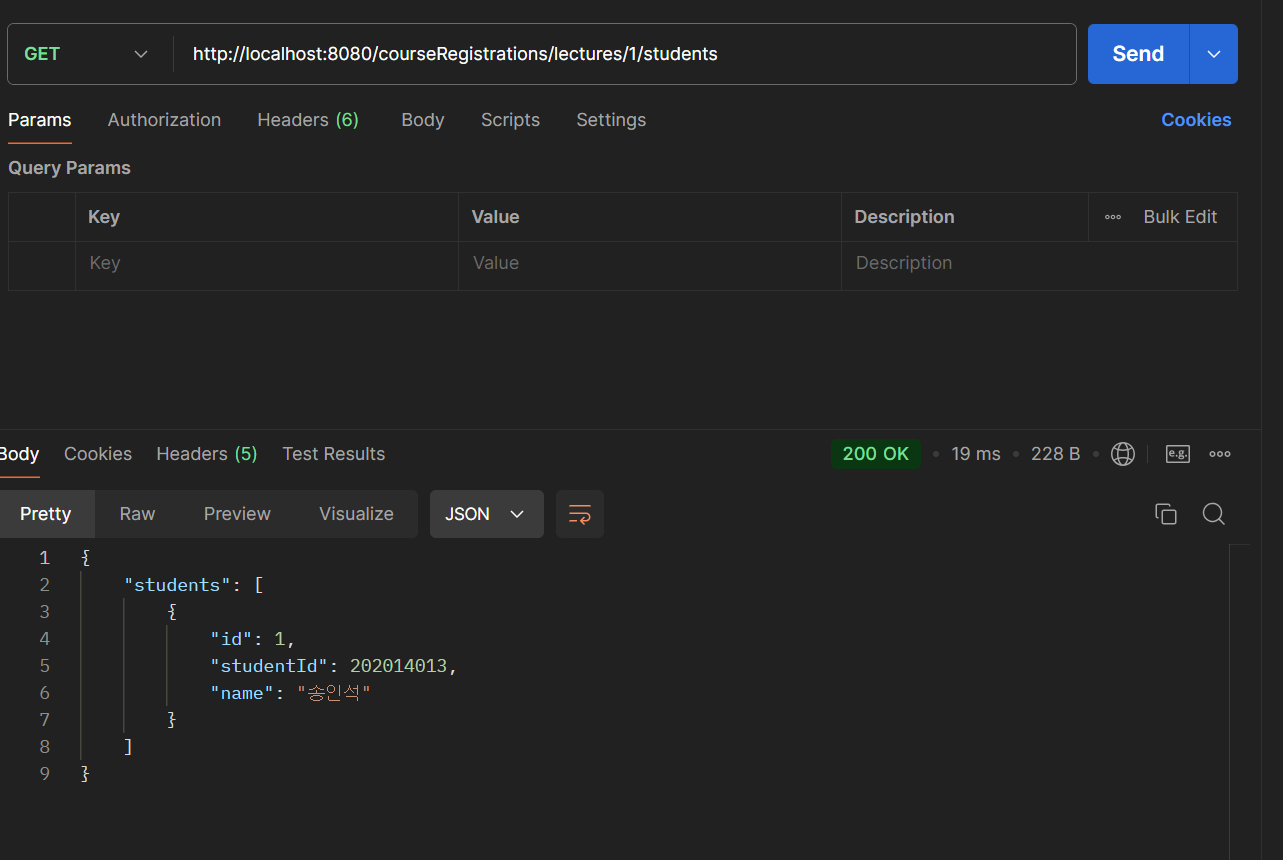 GET http://localhost:8080/courseRegistrations/lectures/1/students Send
Params Authorization Headers (6) Body Scripts Settings Cookies
Query Params
Key Value Description Bulk Edit
Key Value Description
Body Cookies Headers (5) Test Results 200 OK 19 ms 228 B e.g.
Pretty Raw Preview Visualize JSON
1 {
2 "students": [
3 {
4 "id": 1,
5 "studentId": 202014013,
6 "name": "송인석"
7 }
8 ]
9 }